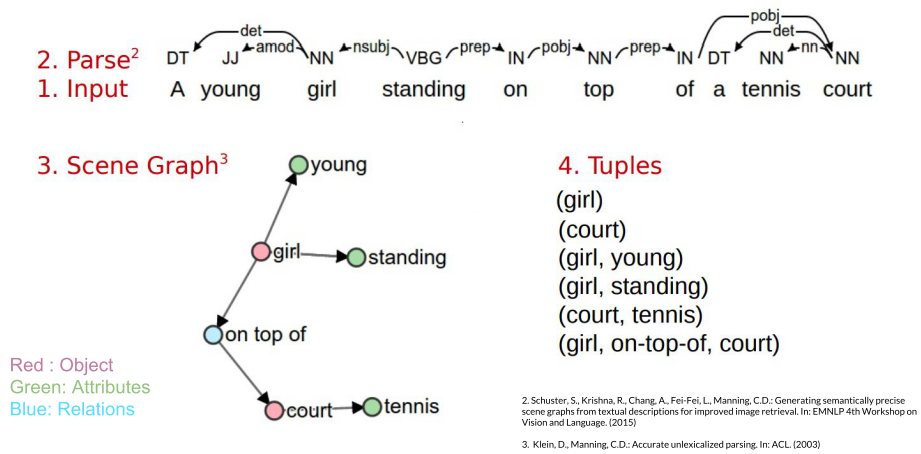 pobj
det det
amod nsubj prep pobj prep nn
2. Parse2 DT JJ NN VBG IN NN IN DT NN NN
1. Input A young girl standing on top of a tennis court
3. Scene Graph3
young
girl
standing
on top of
court
tennis
Red : Object
Green: Attributes
Blue: Relations
4. Tuples
(girl)
(court)
(girl, young)
(girl, standing)
(court, tennis)
(girl, on-top-of, court)
2. Schuster, S., Krishna, R., Chang, A., Fei-Fei, L., Manning, C.D.: Generating semantically precise
scene graphs from textual descriptions for improved image retrieval. In: EMNLP 4th Workshop on
Vision and Language. (2015)
3. Klein, D., Manning, C.D.: Accurate unlexicalized parsing. In: ACL. (2003)